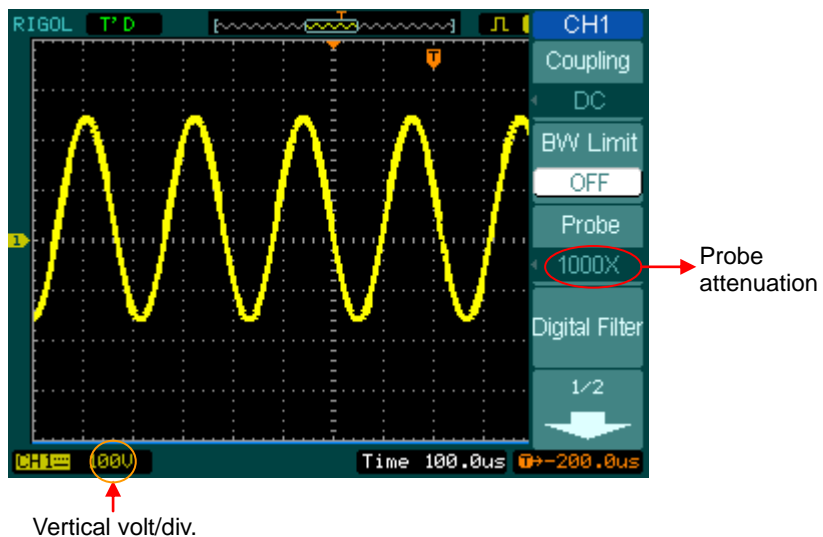 RIGOL T'D T CH1
Coupling
T
DC
BW Limit
OFF
Probe
1
1000X
Probe
attenuation
Digital Filter
1/2
CH1 100V Time 100.0us T→-200.0us
Vertical volt/div.